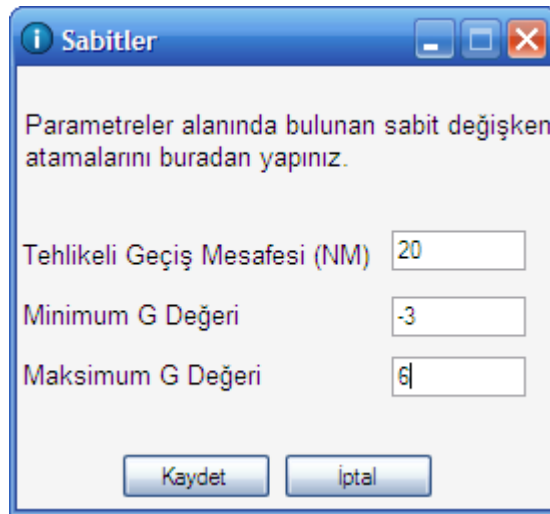 Sabitler
Parametreler alanında bulunan sabit değişken
atamalarını buradan yapınız.
Tehlikeli Geçiş Mesafesi (NM) 20
Minimum G Değeri -3
Maksimum G Değeri 6
Kaydet İptal